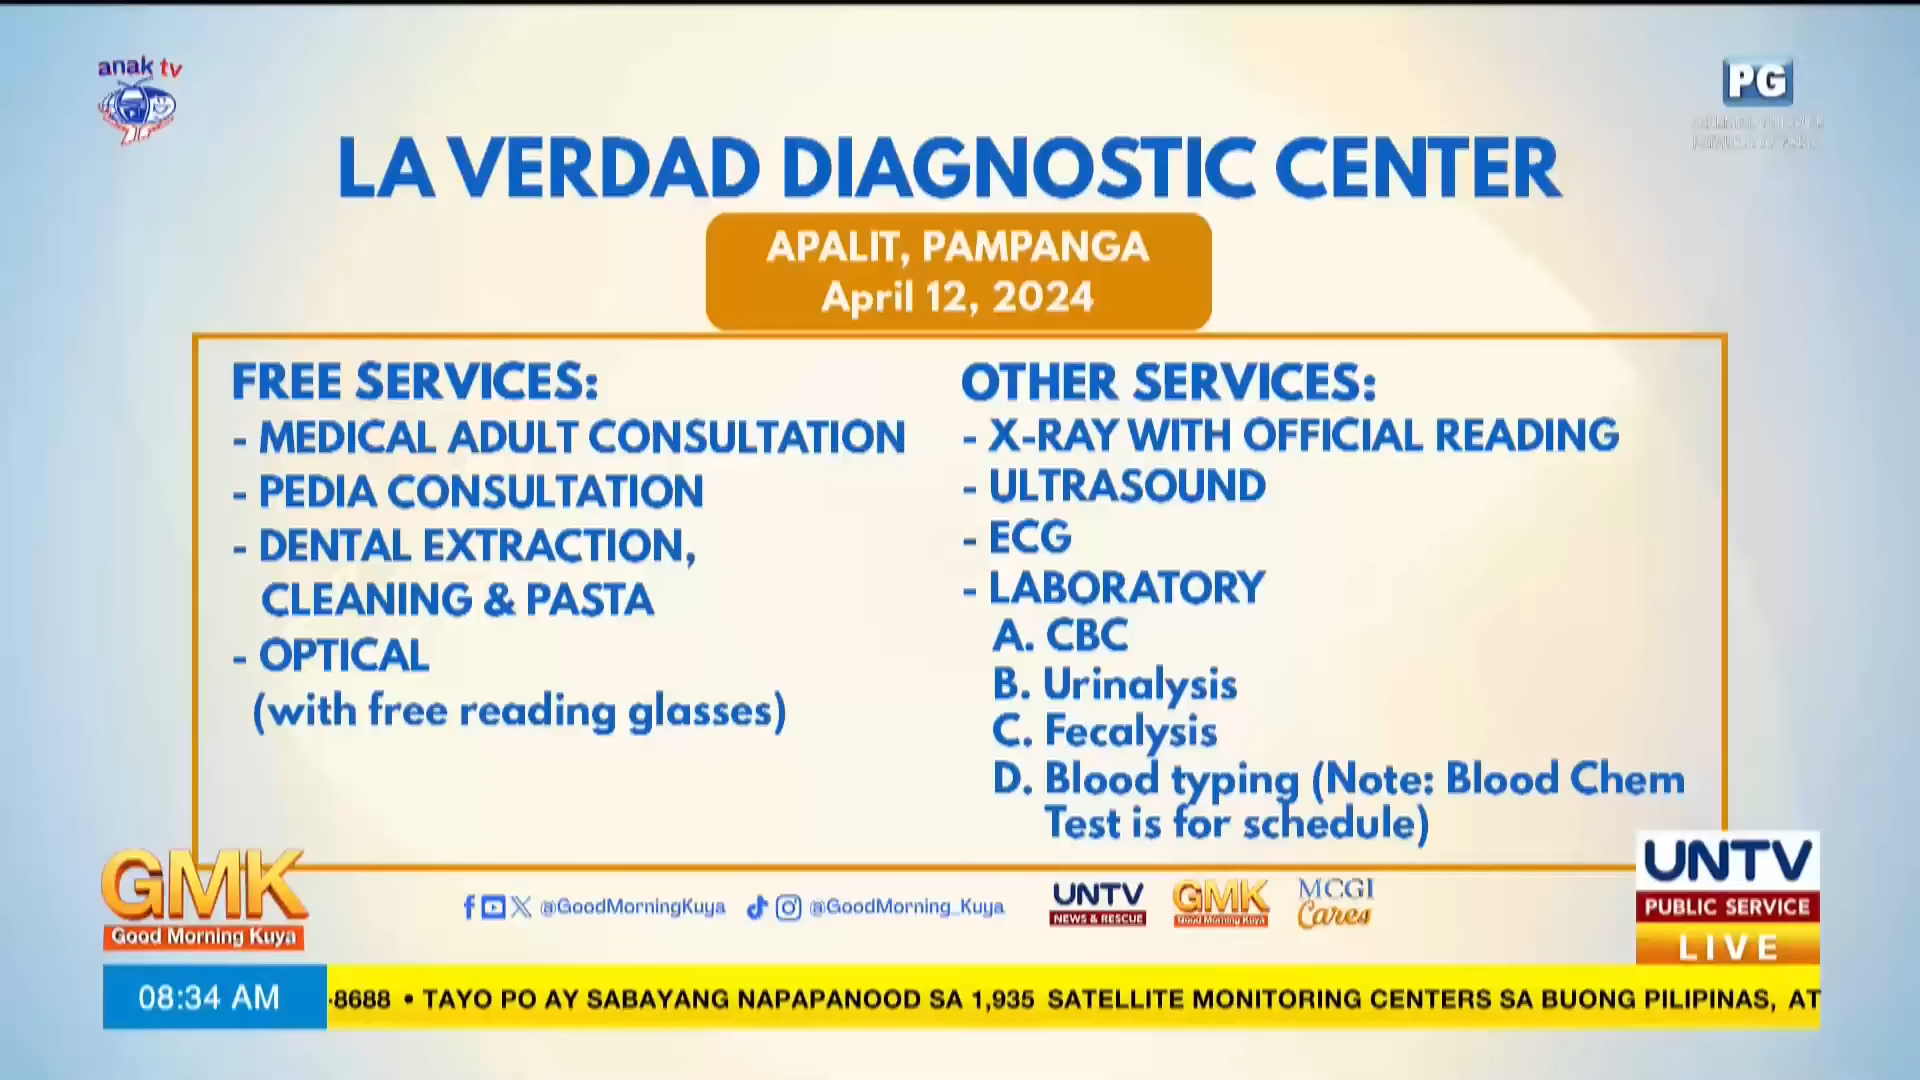 anak tv
PG
LA VERDAD DIAGNOSTIC CENTER
APALIT, PAMPANGA
April 12, 2024
FREE SERVICES:
- MEDICAL ADULT CONSULTATION
- PEDIA CONSULTATION
- DENTAL EXTRACTION,
CLEANING & PASTA
- OPTICAL
(with free reading glasses)
OTHER SERVICES:
- X-RAY WITH OFFICIAL READING
- ULTRASOUND
- ECG
- LABORATORY
A. CBC
B. Urinalysis
C. Fecalysis
D. Blood typing (Note: Blood Chem
Test is for schedule)
GMK
Good Morning Kuya
@GoodMorningKuya
@GoodMorning_Kuya
UNTV
NEWS & RESCUE
GMK
Good Morning Kuya
MCGI
Cares
UNTV
PUBLIC SERVICE
LIVE
08:34 AM
-8688 • TAYO PO AY SABAYANG NAPAPANOOD SA 1,935 SATELLITE MONITORING CENTERS SA BUONG PILIPINAS, AT